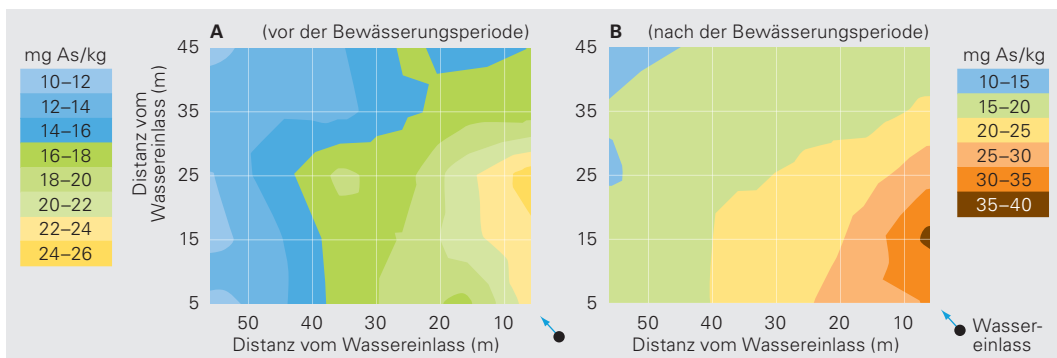 A (vor der Bewässerungsperiode)
mg As/kg
10–12
12–14
14–16
16–18
18–20
20–22
22–24
24–26
Distanz vom
Wassereinlass (m)
45
35
25
15
5
50 40 30 20 10
Distanz vom Wassereinlass (m)
B (nach der Bewässerungsperiode)
45
35
25
15
5
50 40 30 20 10
Distanz vom Wassereinlass (m)
mg As/kg
10–15
15–20
20–25
25–30
30–35
35–40
Wasser-
einlass